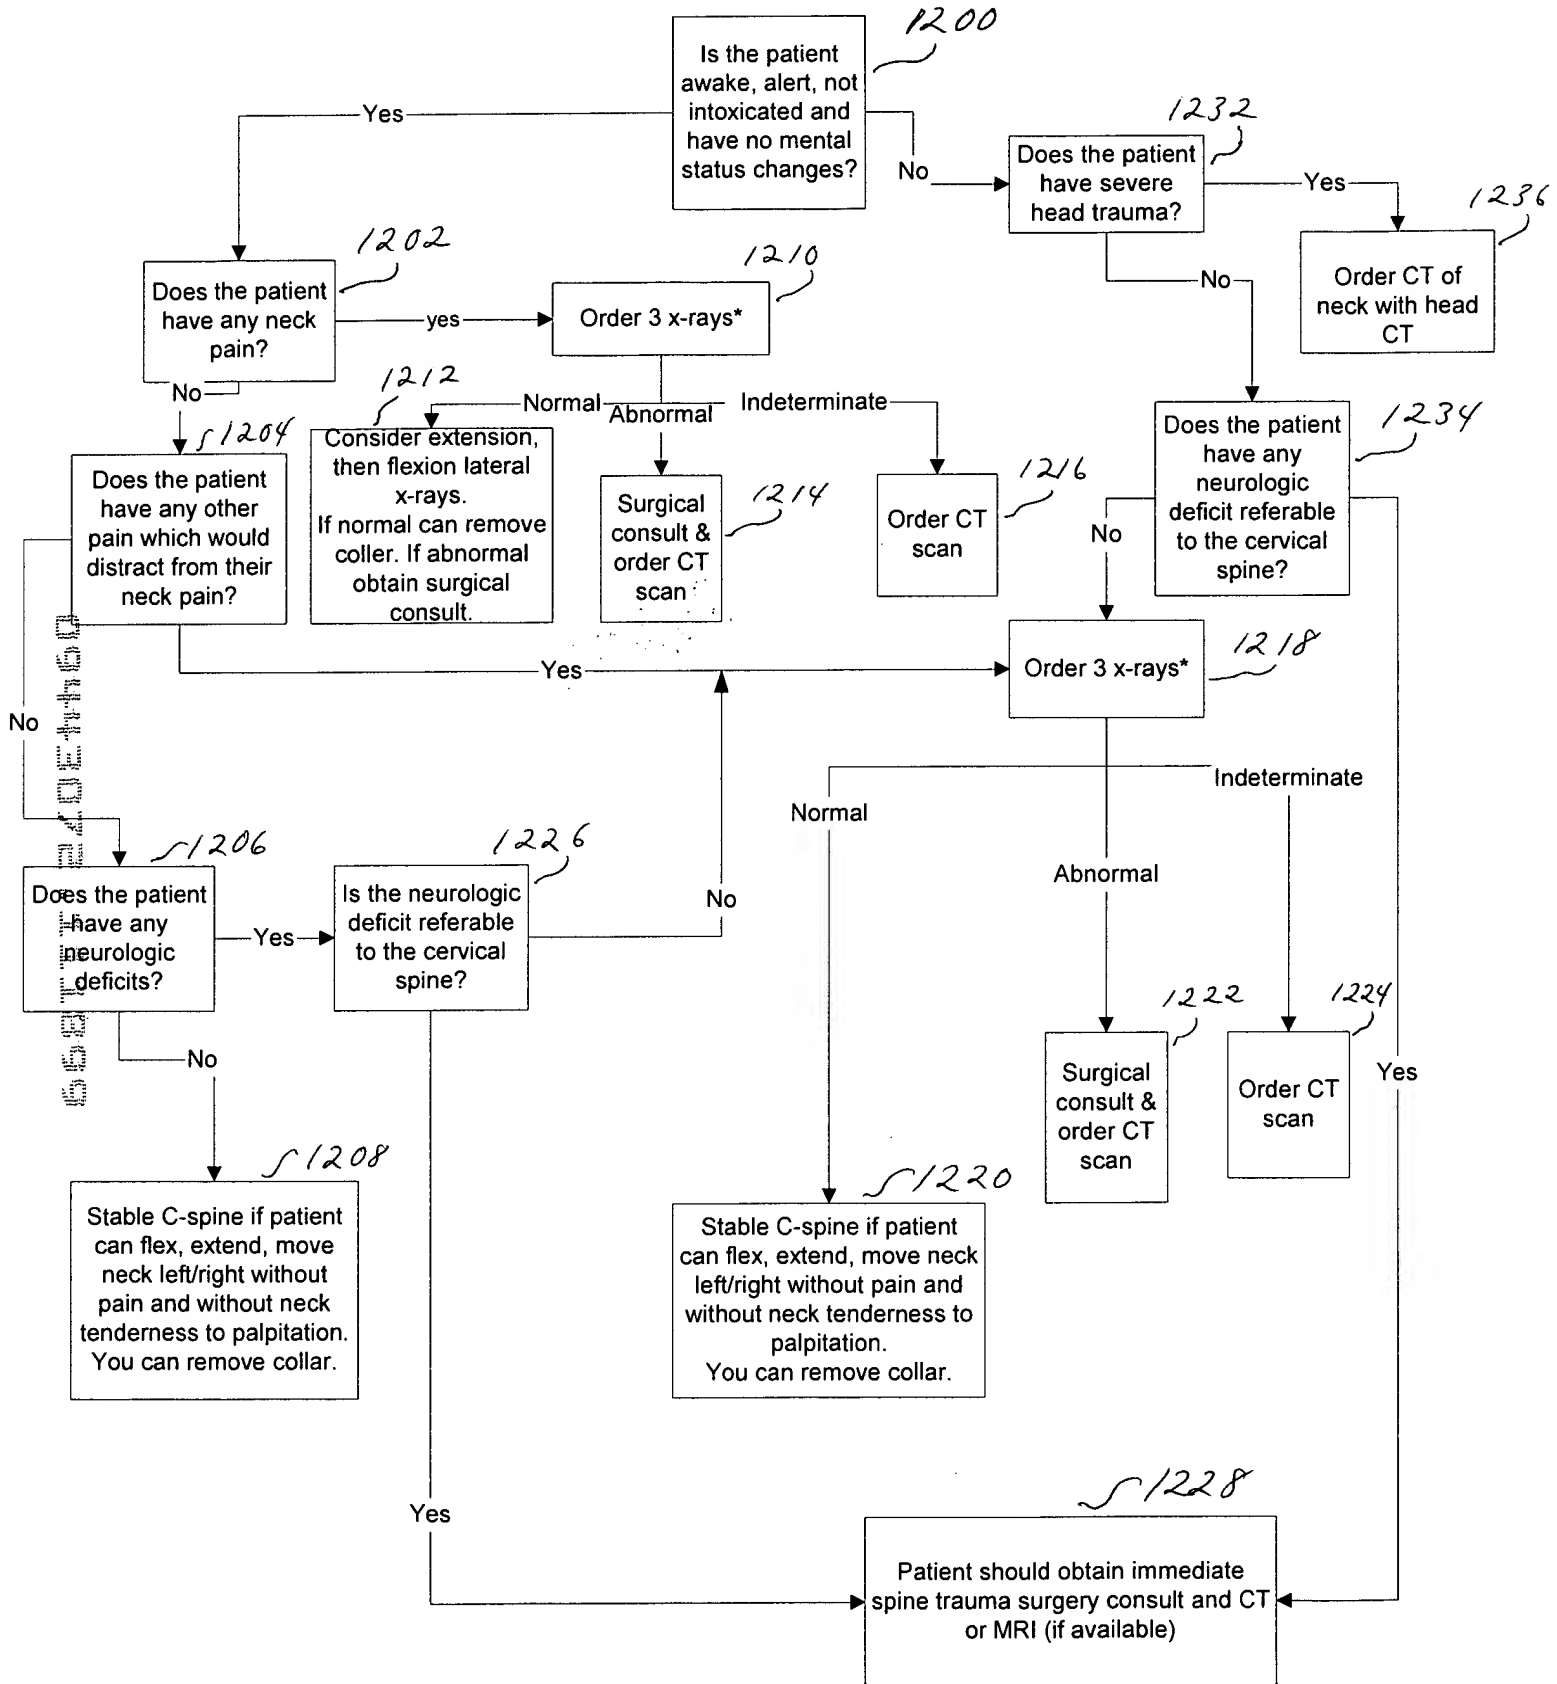 1200
Is the patient
awake, alert, not
intoxicated and
have no mental
status changes?
Yes
No
1232
Does the patient
have severe
head trauma?
Yes
No
1236
Order CT of
neck with head
CT
1202
Does the patient
have any neck
pain?
yes
No
1210
Order 3 x-rays*
Normal
Abnormal
Indeterminate
1212
Consider extension,
then flexion lateral
x-rays.
If normal can remove
coller. If abnormal
obtain surgical
consult.
1214
Surgical
consult &
order CT
scan
1216
Order CT
scan
1234
Does the patient
have any
neurologic
deficit referable
to the cervical
spine?
No
Yes
1204
Does the patient
have any other
pain which would
distract from their
neck pain?
Yes
No
1218
Order 3 x-rays*
Normal
Abnormal
Indeterminate
1206
Does the patient
have any
neurologic
deficits?
Yes
No
1226
Is the neurologic
deficit referable
to the cervical
spine?
No
Yes
1222
Surgical
consult &
order CT
scan
1224
Order CT
scan
1208
Stable C-spine if patient
can flex, extend, move
neck left/right without
pain and without neck
tenderness to palpitation.
You can remove collar.
1220
Stable C-spine if patient
can flex, extend, move neck
left/right without pain and
without neck tenderness to
palpitation.
You can remove collar.
1228
Patient should obtain immediate
spine trauma surgery consult and CT
or MRI (if available)